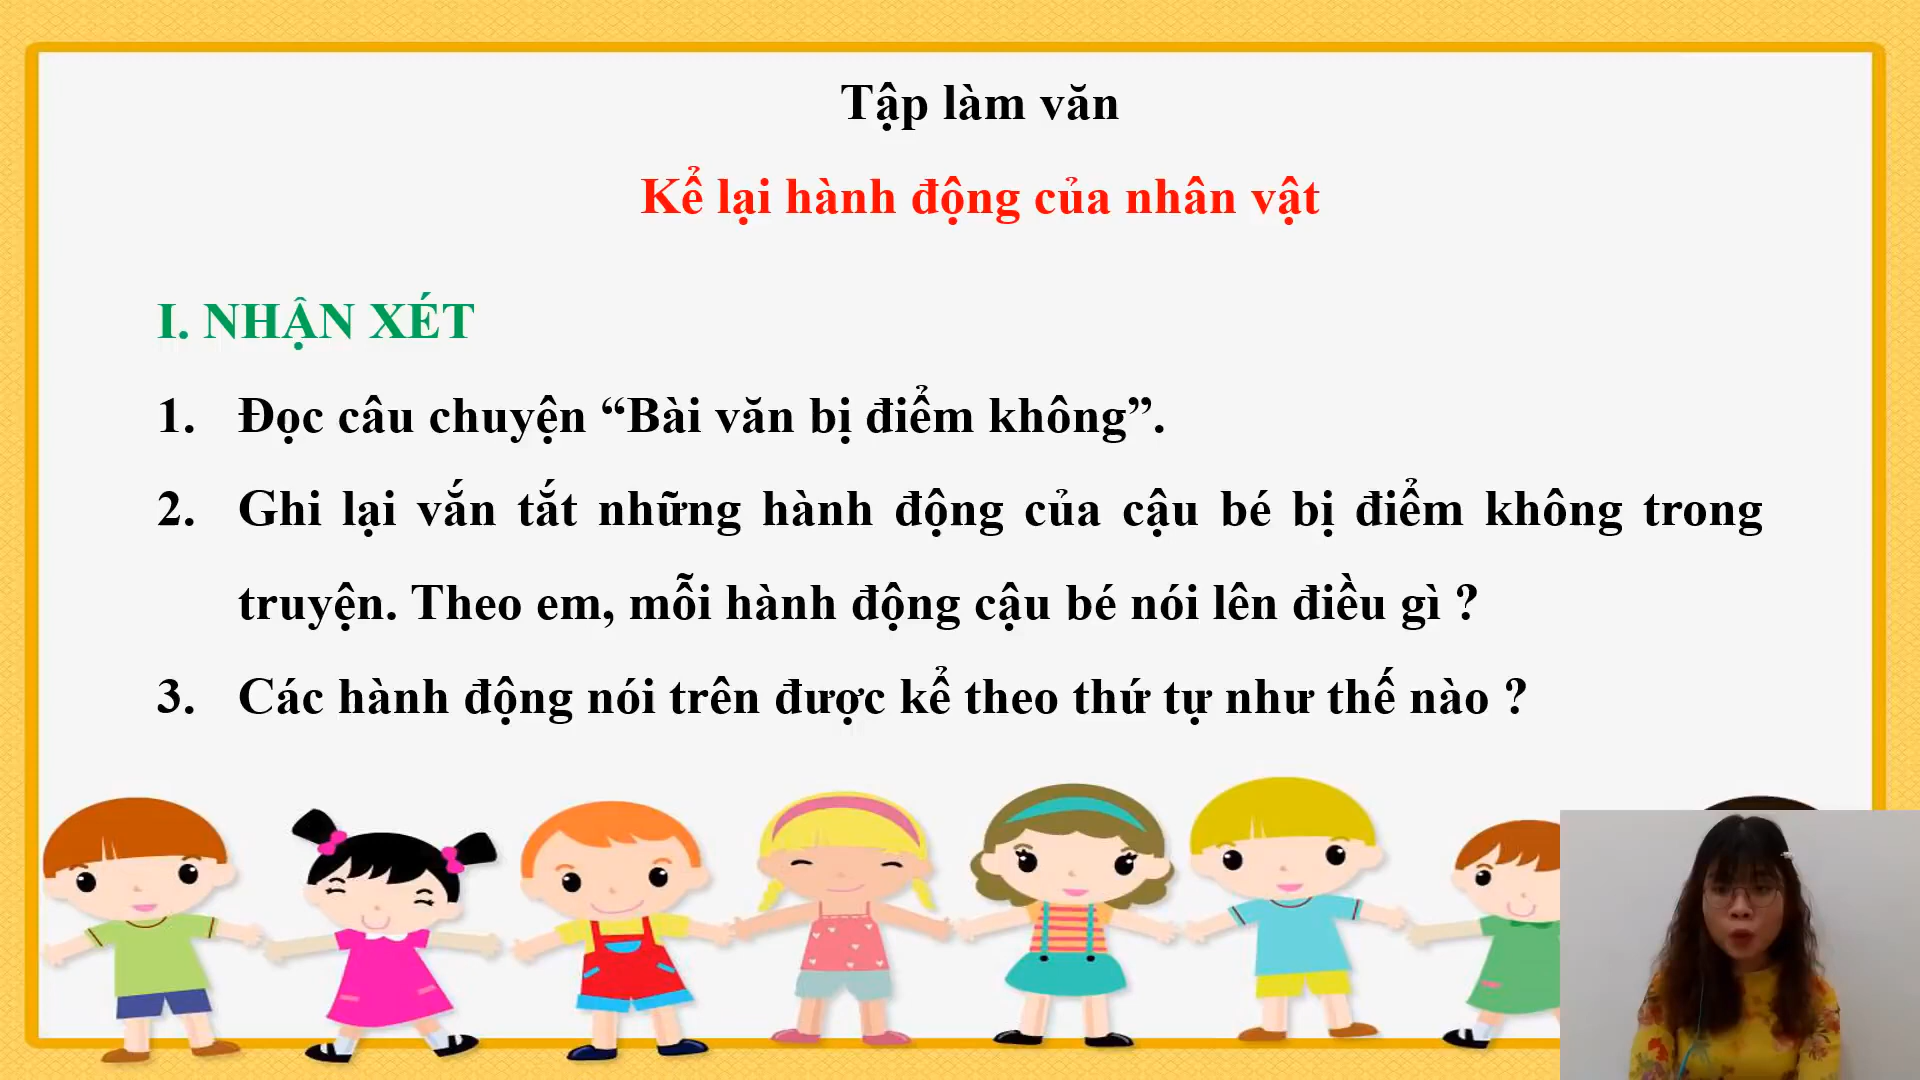 Tập làm văn
Kể lại hành động của nhân vật
I. NHẬN XÉT
1. Đọc câu chuyện “Bài văn bị điểm không”.
2. Ghi lại vắn tắt những hành động của cậu bé bị điểm không trong
truyện. Theo em, mỗi hành động cậu bé nói lên điều gì ?
3. Các hành động nói trên được kể theo thứ tự như thế nào ?